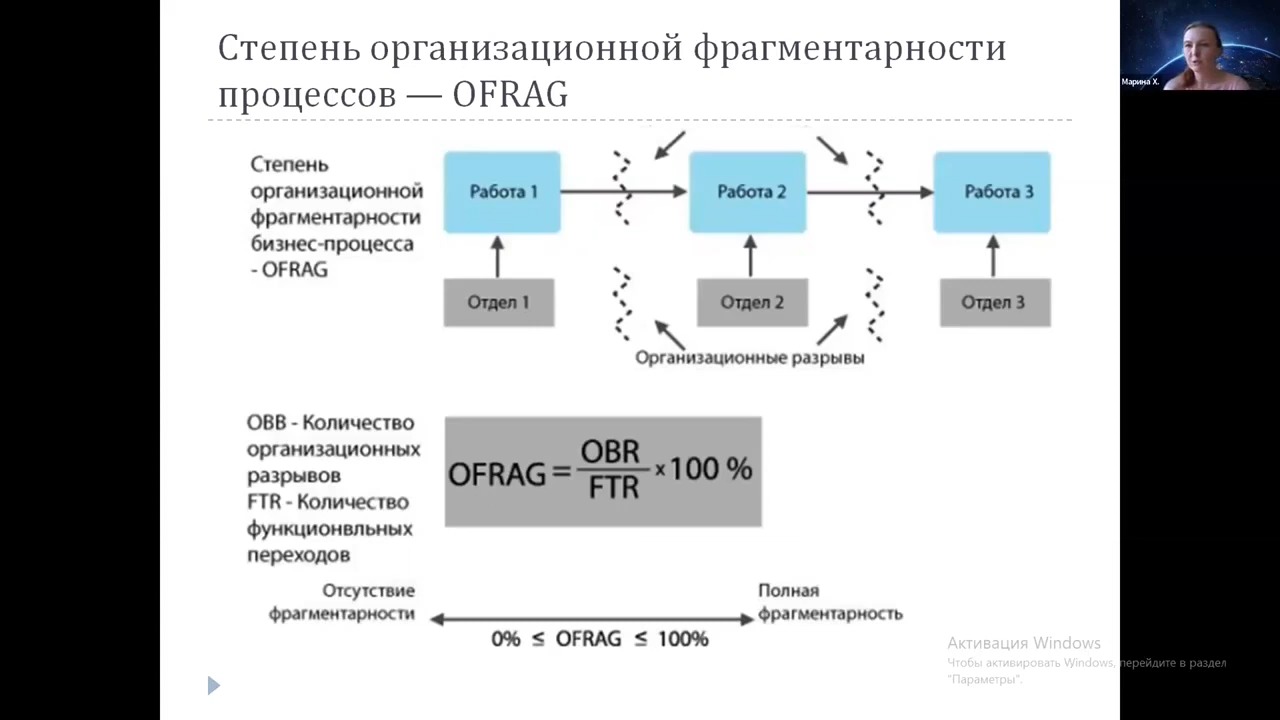 Степень организационной фрагментарности
процессов — OFRAG
Марина Х.
Степень
организационной
фрагментарности
бизнес-процесса
- OFRAG
Работа 1
Работа 2
Работа 3
Отдел 1
Отдел 2
Отдел 3
Организационные разрывы
OBB - Количество
организационных
разрывов
FTR - Количество
функционвльных
переходов
OFRAG = OBR / FTR × 100 %
Отсутствие
фрагментарности
Полная
фрагментарность
0% ≤ OFRAG ≤ 100%
Активация Windows
Чтобы активировать Windows, перейдите в раздел
"Параметры".